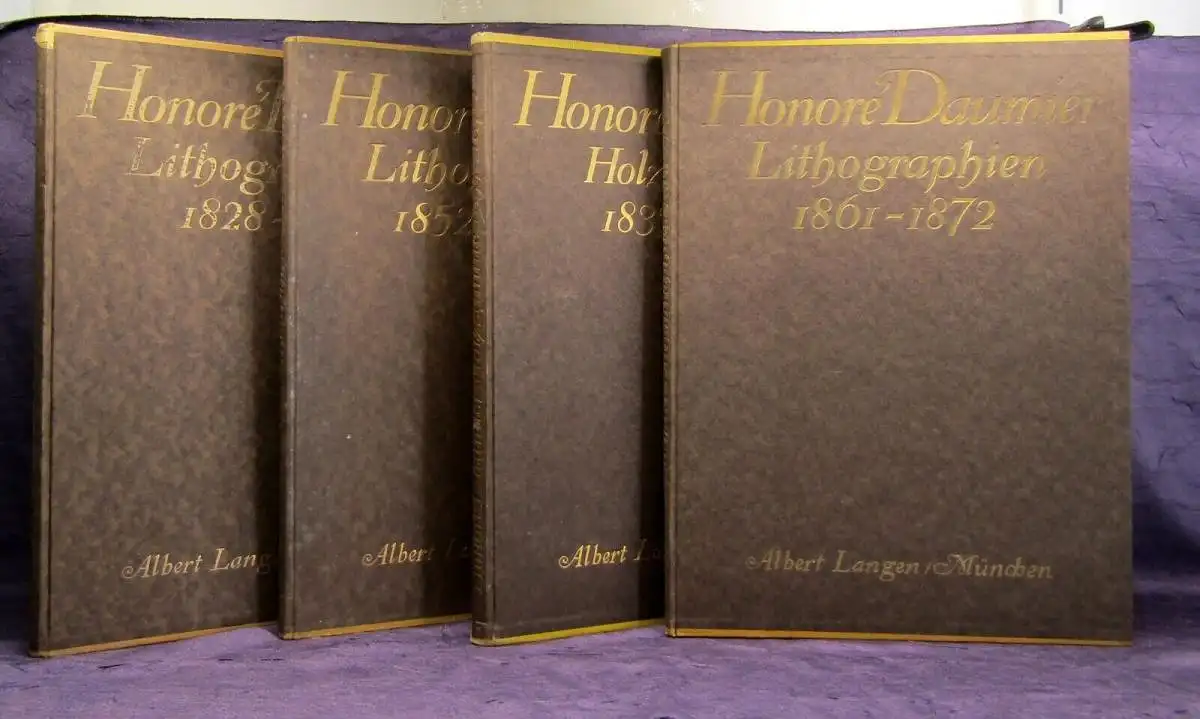 Honoré
Lithogr
1828-
Albert Lang
Honor
Litho
1852
Albert La
Honor
Holz
183
Albert L
Honoré Daumier
Lithographien
1861-1872
Albert Langen / München